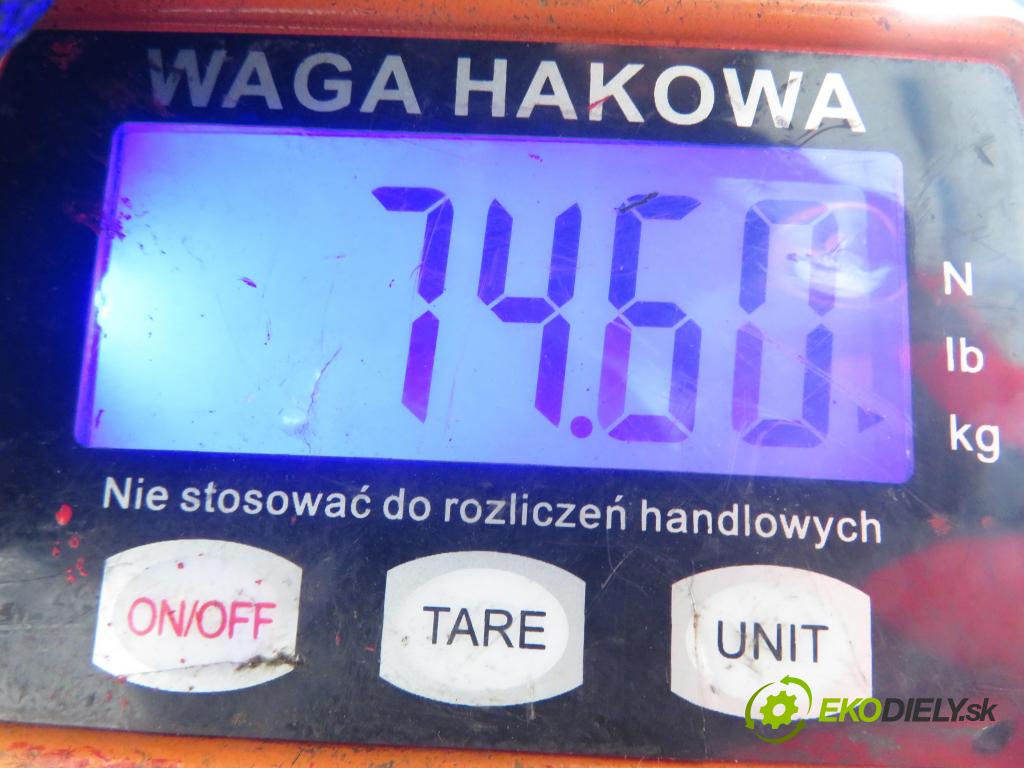 WAGA HAKOWA
74.60
N
lb
kg
Nie stosować do rozliczeń handlowych
ON/OFF TARE UNIT
EKODIELY.sk